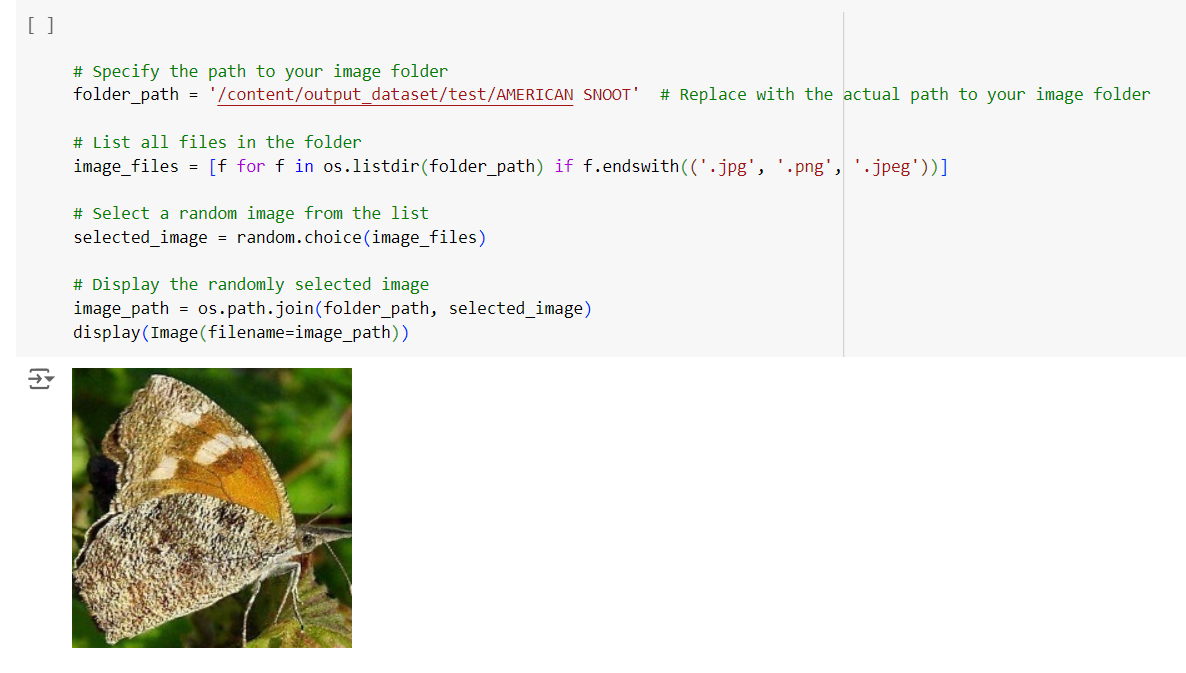 [ ]
# Specify the path to your image folder
folder_path = '/content/output_dataset/test/AMERICAN SNOOT'  # Replace with the actual path to your image folder
# List all files in the folder
image_files = [f for f in os.listdir(folder_path) if f.endswith(('.jpg', '.png', '.jpeg'))]
# Select a random image from the list
selected_image = random.choice(image_files)
# Display the randomly selected image
image_path = os.path.join(folder_path, selected_image)
display(Image(filename=image_path))